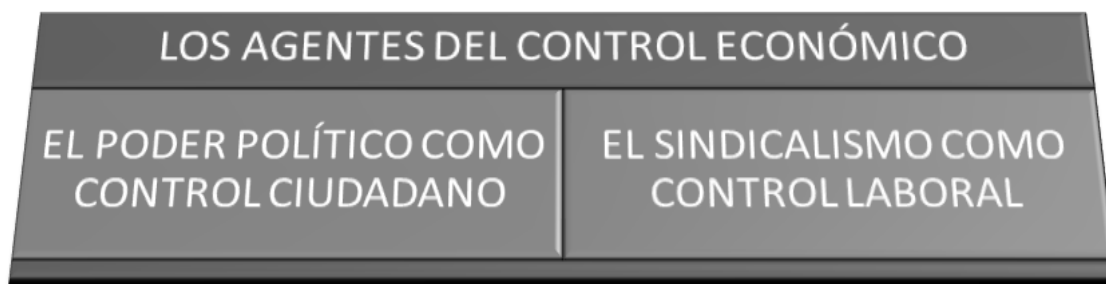 LOS AGENTES DEL CONTROL ECONÓMICO
EL PODER POLÍTICO COMO
CONTROL CIUDADANO
EL SINDICALISMO COMO
CONTROL LABORAL